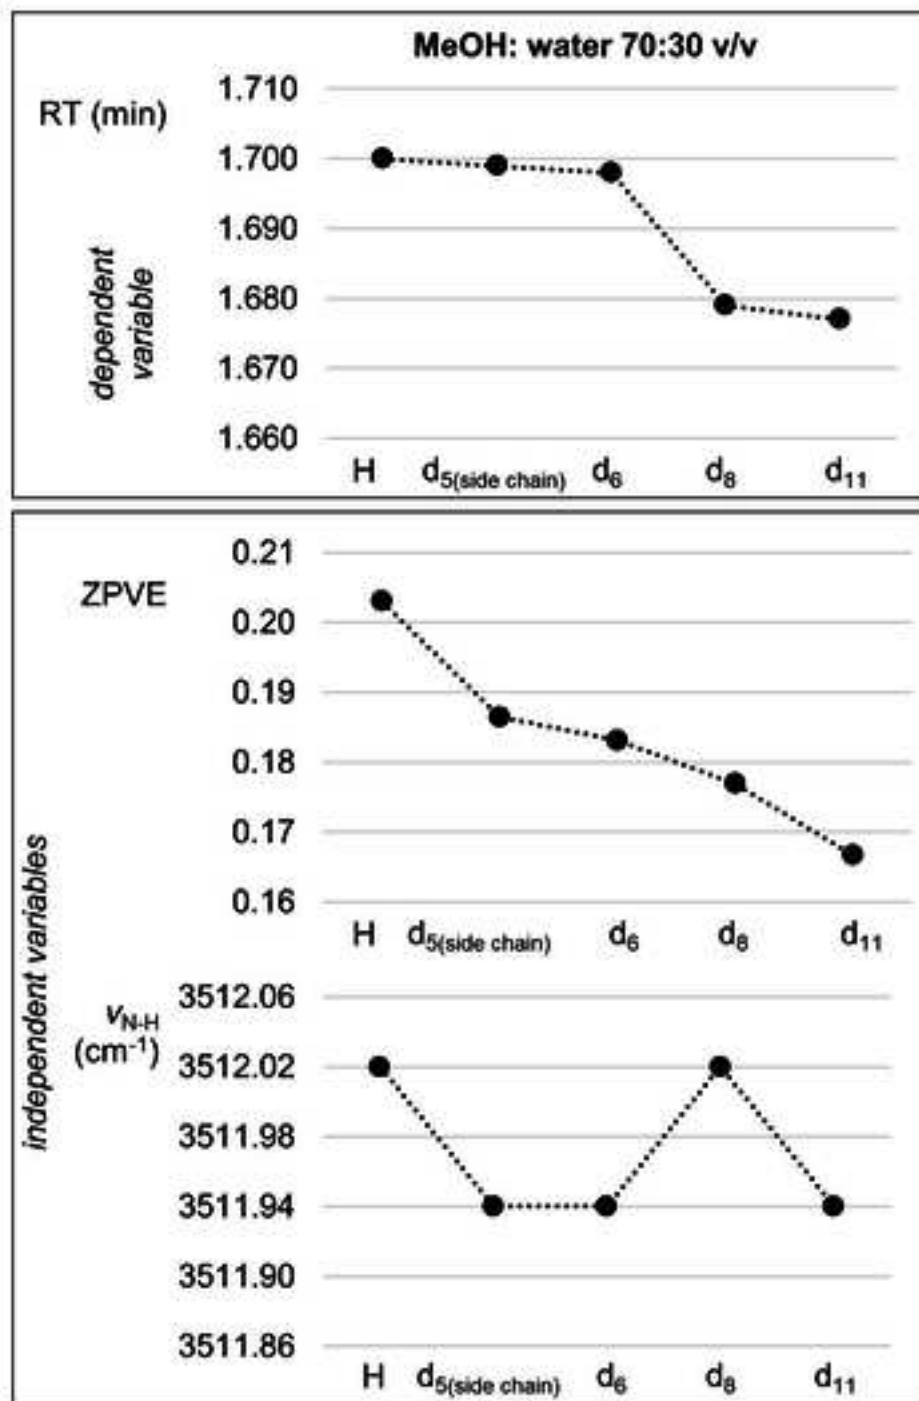 MeOH: water 70:30 v/v
RT (min)
dependent
variable
1.710
1.700
1.690
1.680
1.670
1.660
H d5(side chain) d6 d8 d11
independent variables
ZPVE
0.21
0.20
0.19
0.18
0.17
0.16
H d5(side chain) d6 d8 d11
νN-H
(cm-1)
3512.06
3512.02
3511.98
3511.94
3511.90
3511.86
H d5(side chain) d6 d8 d11